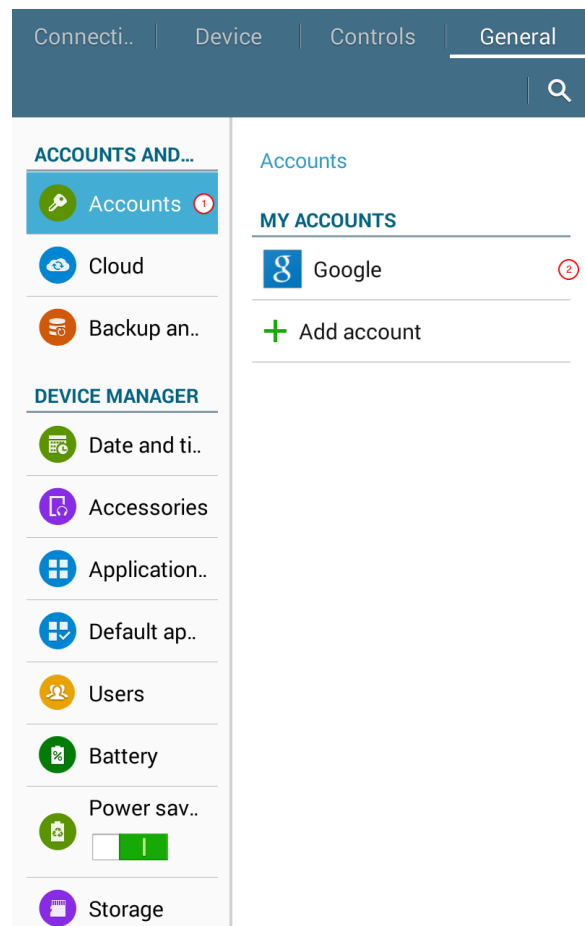 Connecti..
Device
Controls
General
ACCOUNTS AND...
Accounts 1
Cloud
Backup an..
DEVICE MANAGER
Date and ti..
Accessories
Application..
Default ap..
Users
Battery
Power sav..
Storage
Accounts
MY ACCOUNTS
8 Google 2
+ Add account